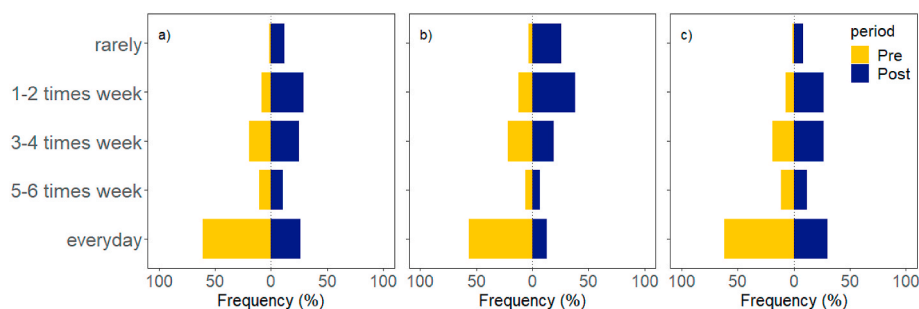 a)
b)
c)
period
Pre
Post
rarely
1-2 times week
3-4 times week
5-6 times week
everyday
100 50 0 50 100
100 50 0 50 100
100 50 0 50 100
Frequency (%)
Frequency (%)
Frequency (%)